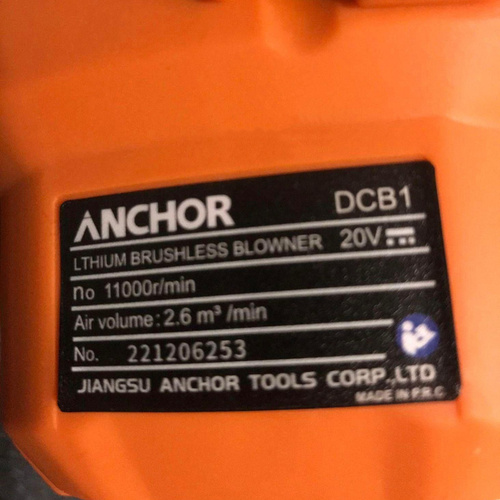 ANCHOR DCB1
LTHIUM BRUSHLESS BLOWNER 20V
no 11000r/min
Air volume: 2.6 m³ /min
No. 221206253
JIANGSU ANCHOR TOOLS CORP.,LTD
MADE IN P.R.C